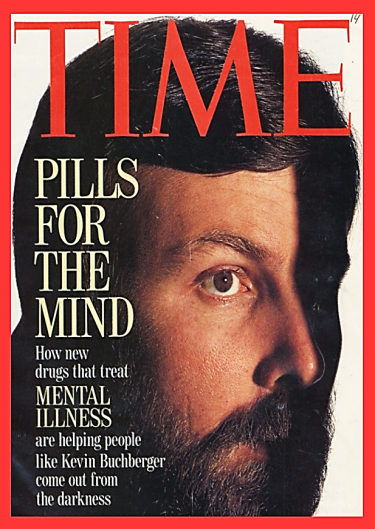 14
TIME
PILLS
FOR
THE
MIND
How new
drugs that treat
MENTAL
ILLNESS
are helping people
like Kevin Buchberger
come out from
the darkness